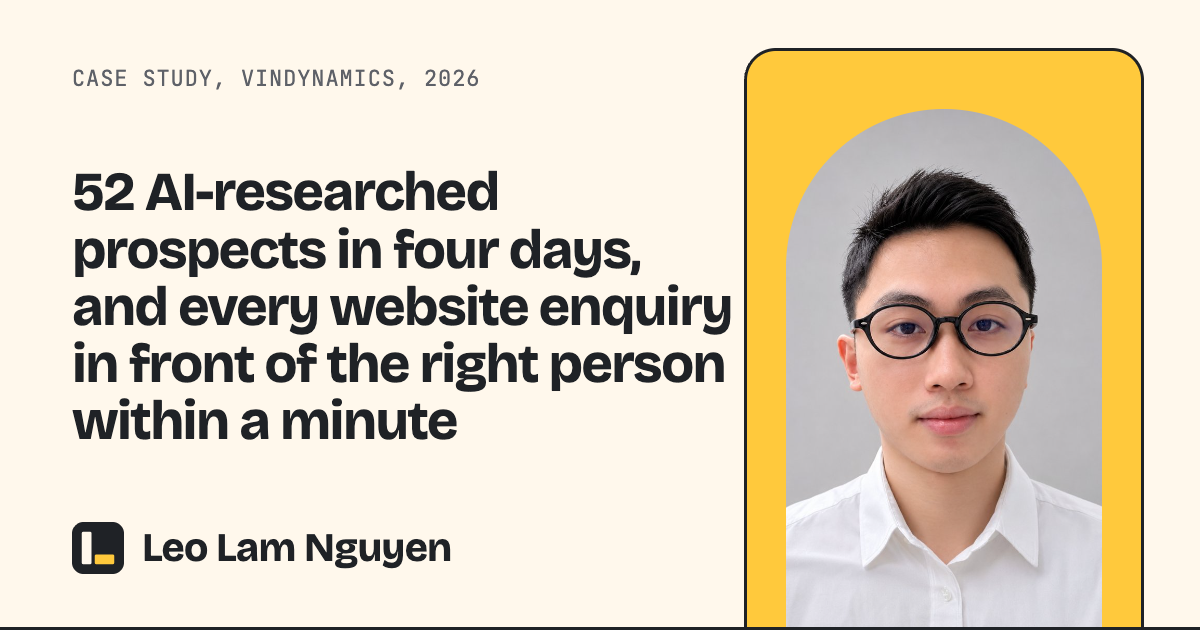 CASE STUDY, VINDYNAMICS, 2026
52 AI-researched
prospects in four days,
and every website enquiry
in front of the right person
within a minute
Leo Lam Nguyen